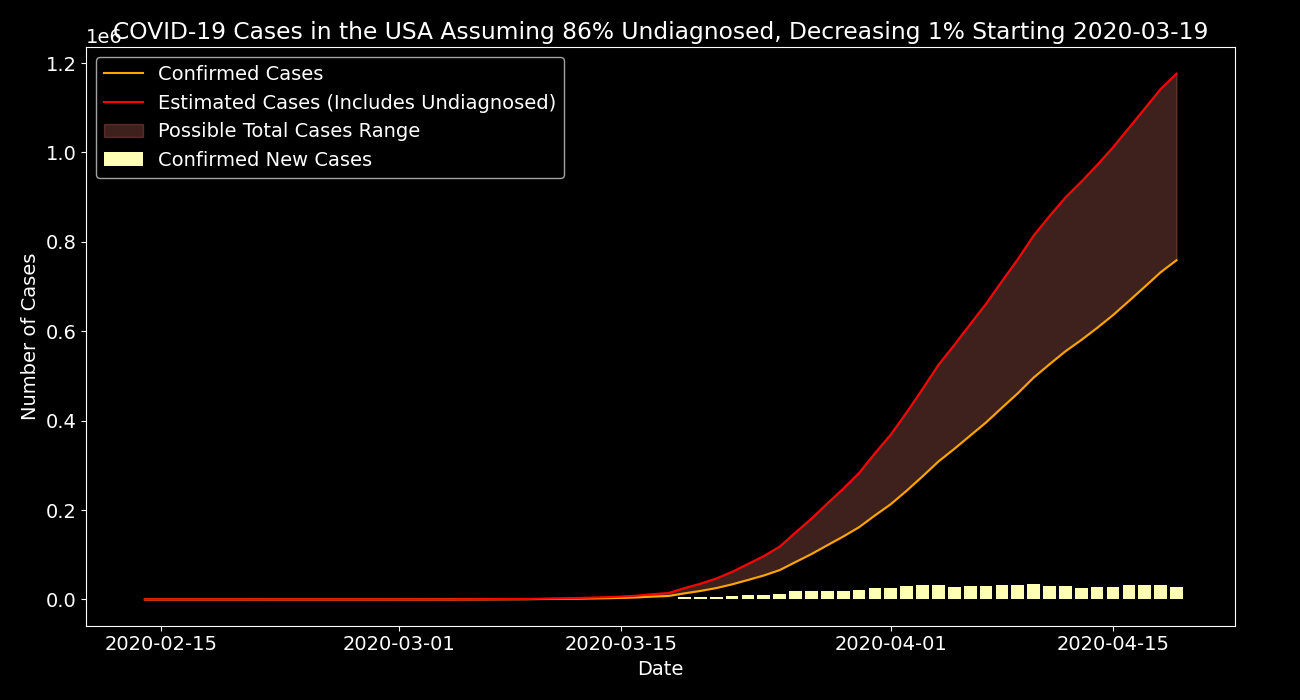 COVID-19 Cases in the USA Assuming 86% Undiagnosed, Decreasing 1% Starting 2020-03-19
1e6
Confirmed Cases
Estimated Cases (Includes Undiagnosed)
Possible Total Cases Range
Confirmed New Cases
Number of Cases
1.2
1.0
0.8
0.6
0.4
0.2
0.0
2020-02-15 2020-03-01 2020-03-15 2020-04-01 2020-04-15
Date